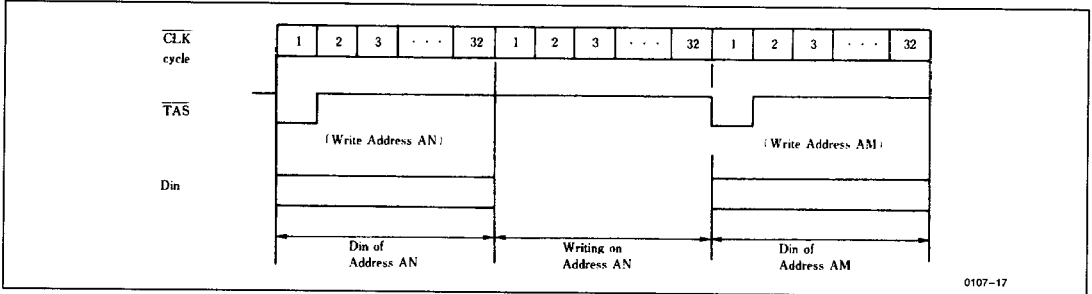 CLK 1 2 3 · · · 32 1 2 3 · · · 32 1 2 3 · · · 32
cycle
TAS
(Write Address AN) (Write Address AM)
Din
Din of Writing on Din of
Address AN Address AN Address AM
0107–17